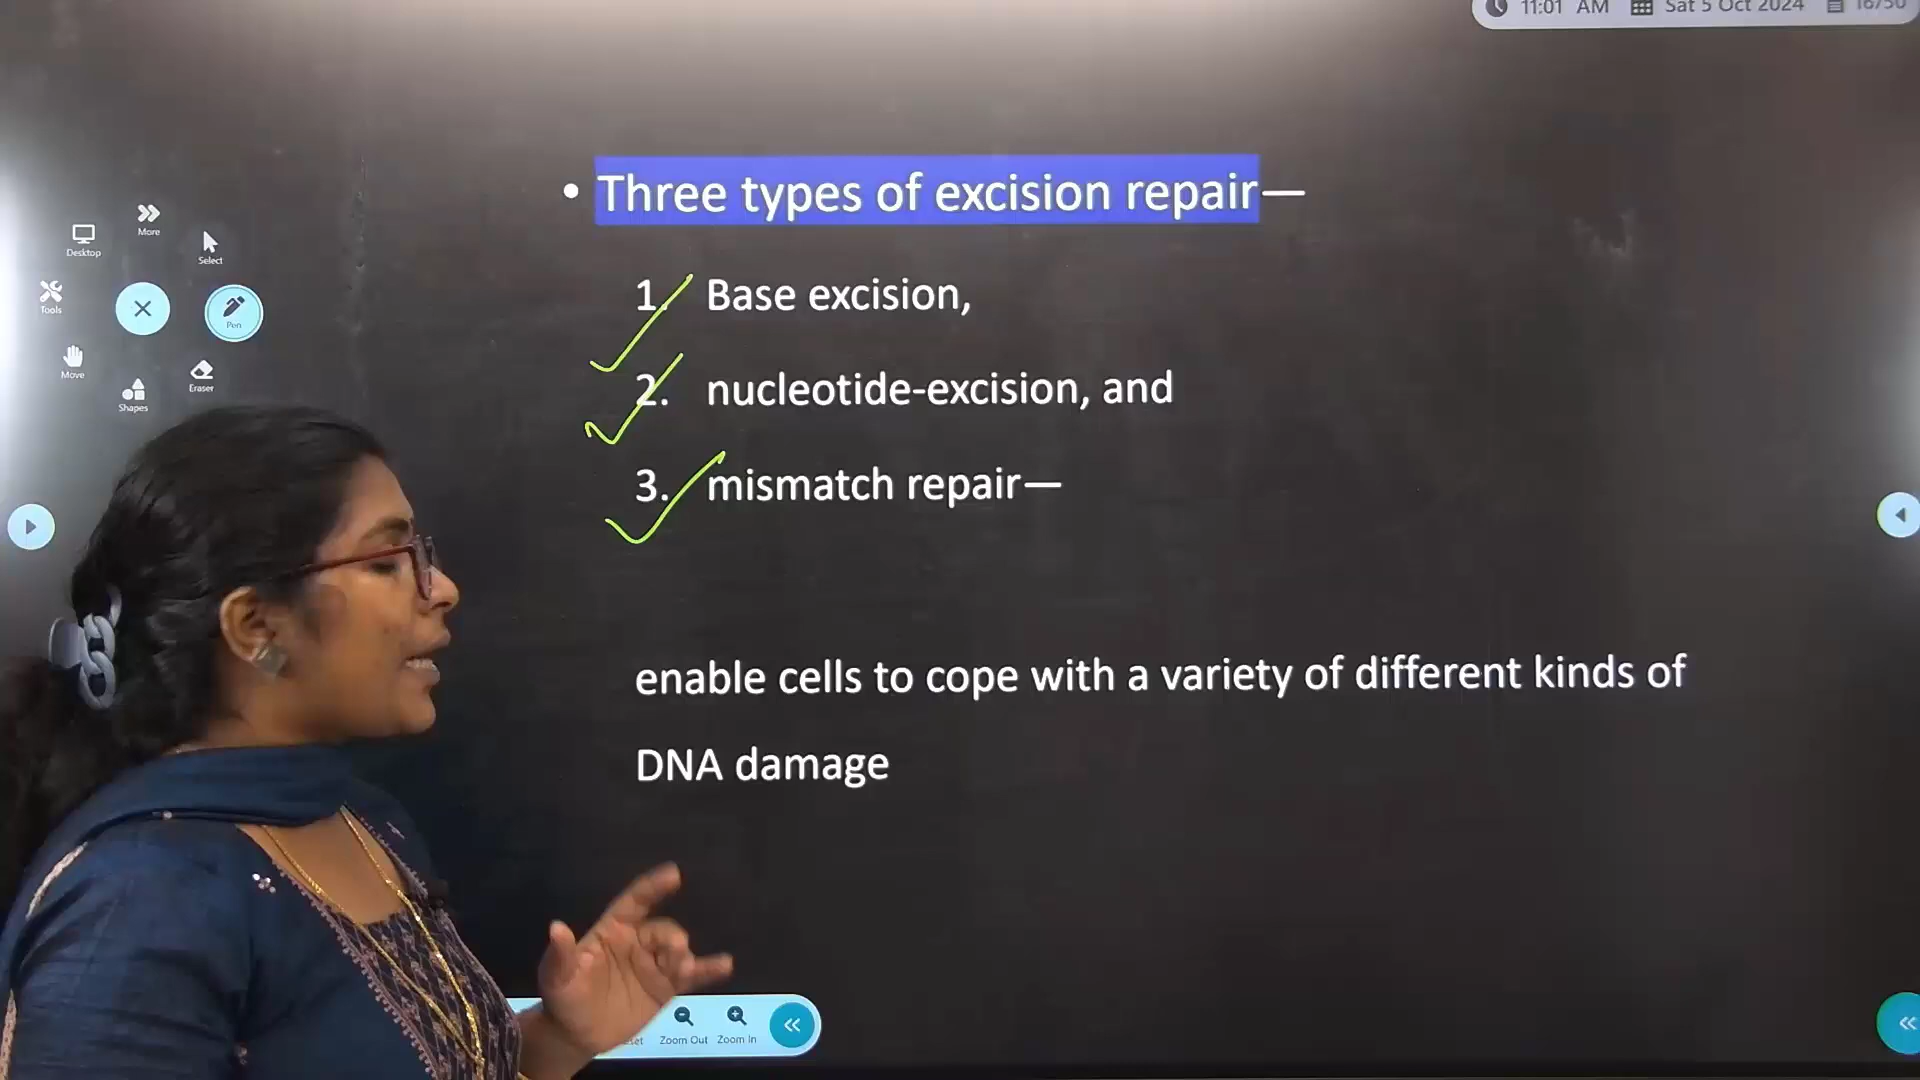 11:01 AM Sat 5 Oct 2024 16/50
• Three types of excision repair—
1. Base excision,
2. nucleotide-excision, and
3. mismatch repair—
enable cells to cope with a variety of different kinds of
DNA damage
More
Desktop
Select
Tools
Pen
Move
Eraser
Shapes
Zoom Out Zoom In